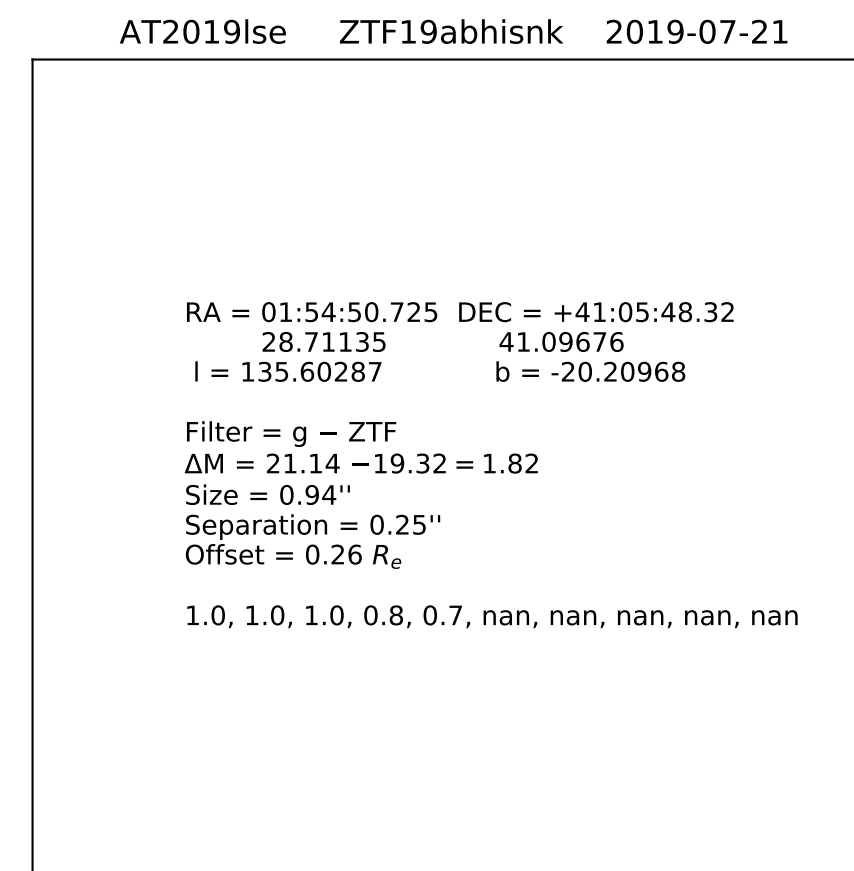 AT2019lse ZTF19abhisnk 2019-07-21
RA = 01:54:50.725 DEC = +41:05:48.32
28.71135 41.09676
l = 135.60287 b = -20.20968
Filter = g − ZTF
ΔM = 21.14 −19.32 = 1.82
Size = 0.94''
Separation = 0.25''
Offset = 0.26 Rₑ
1.0, 1.0, 1.0, 0.8, 0.7, nan, nan, nan, nan, nan